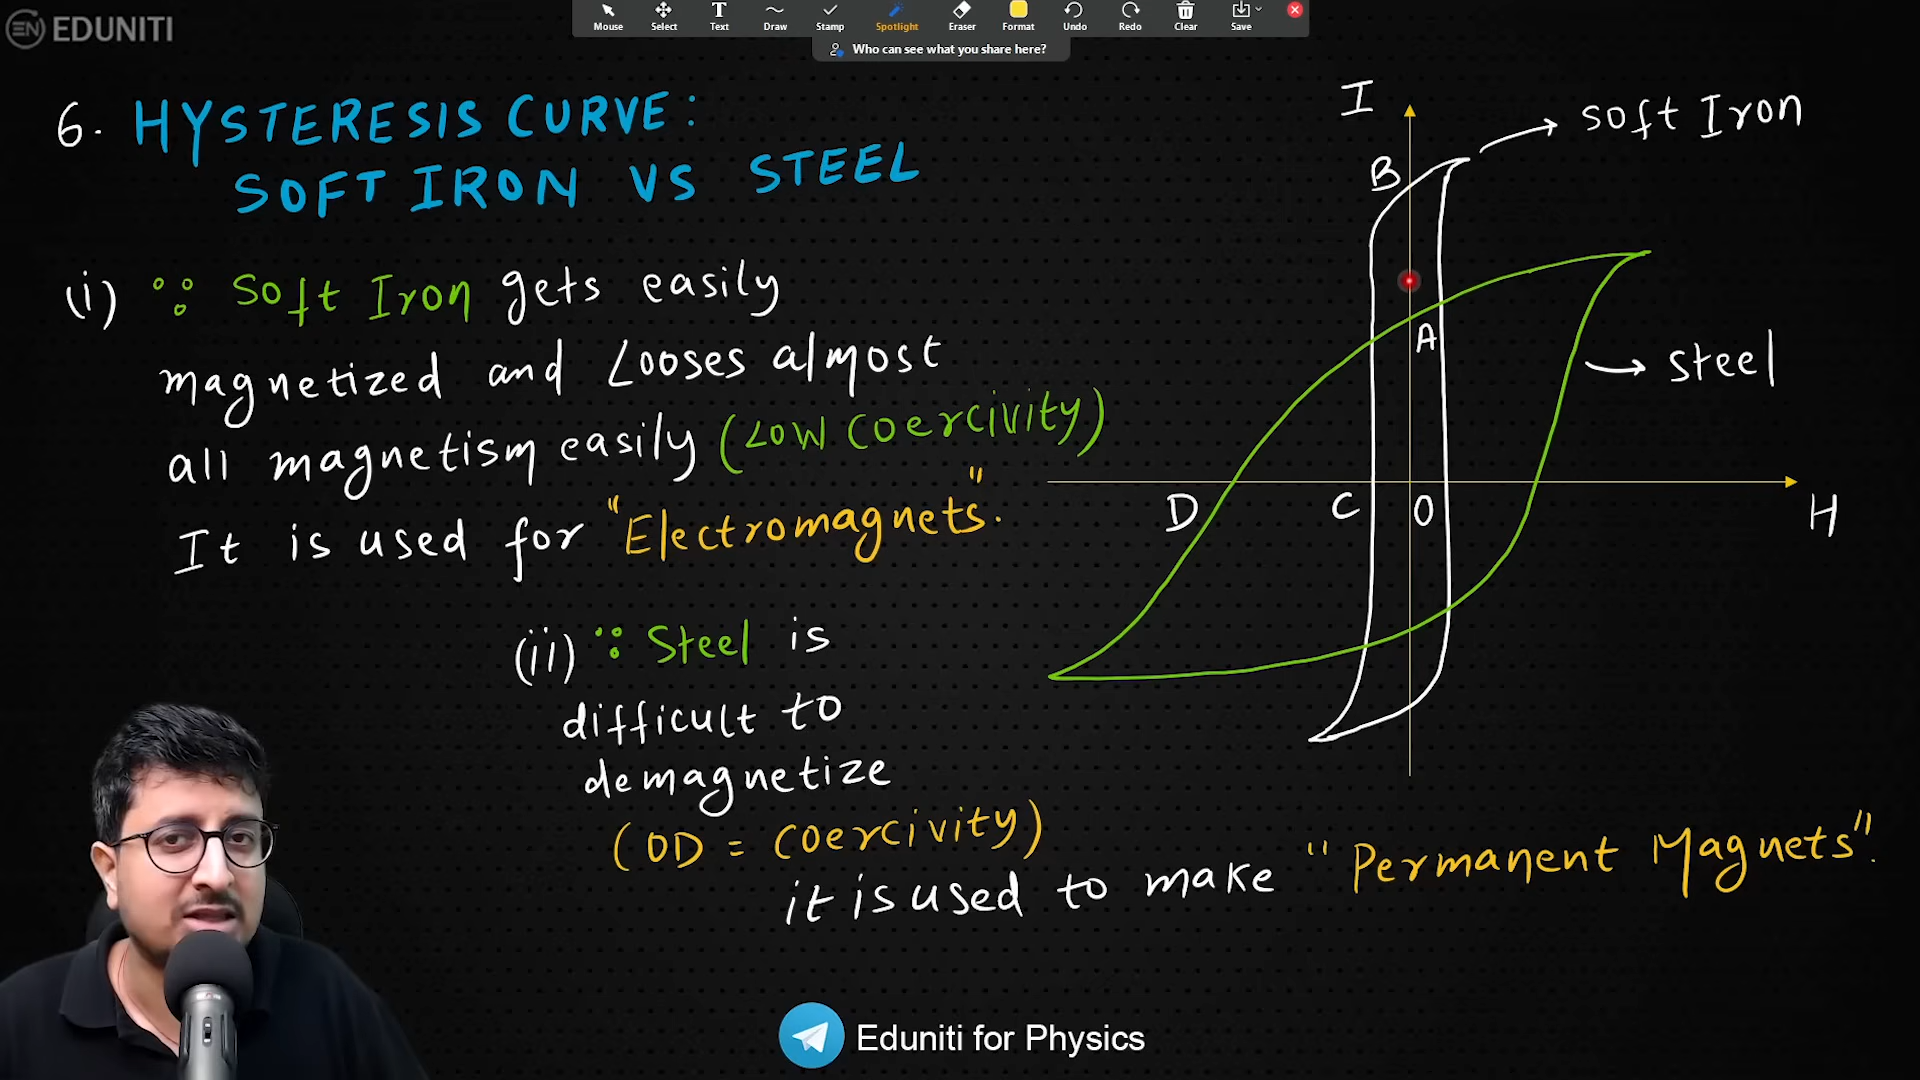 EDUNITI
Mouse Select Text Draw Stamp Spotlight Eraser Format Undo Redo Clear Save
Who can see what you share here?
6. HYSTERESIS CURVE:
SOFT IRON VS STEEL
(i) ∵ Soft Iron gets easily
magnetized and Looses almost
all magnetism easily (Low Coercivity)
It is used for "Electromagnets".
(ii) ∵ Steel is
difficult to
demagnetize
(OD = Coercivity)
it is used to make "Permanent Magnets".
I
soft Iron
B
A
steel
D
C
O
H
Eduniti for Physics